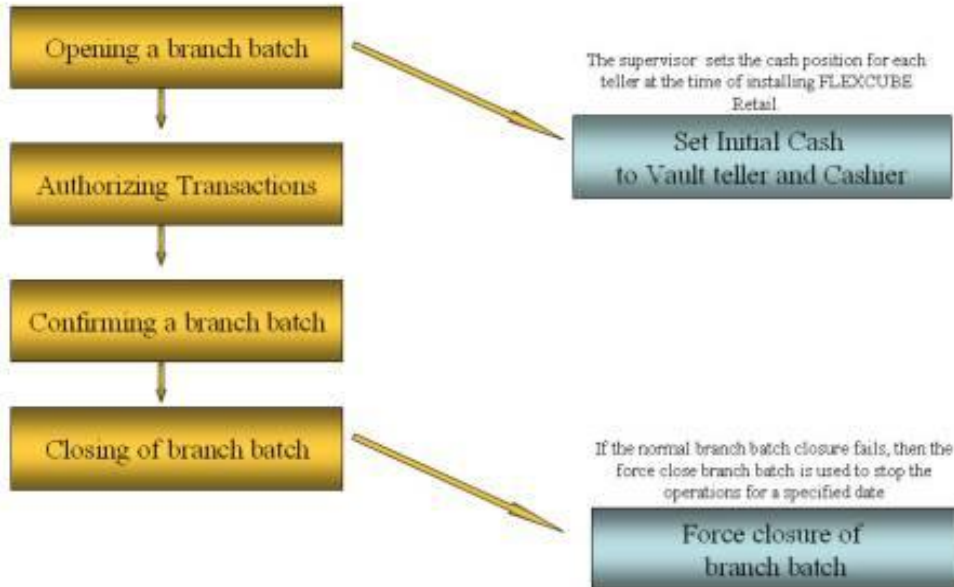 Opening a branch batch
The supervisor sets the cash position for each
teller at the time of installing FLEXCUBE
Retail
Set Initial Cash
to Vault teller and Cashier
Authorizing Transactions
Confirming a branch batch
Closing of branch batch
If the normal branch batch closure fails, then the
force close branch batch is used to stop the
operations for a specified date
Force closure of
branch batch